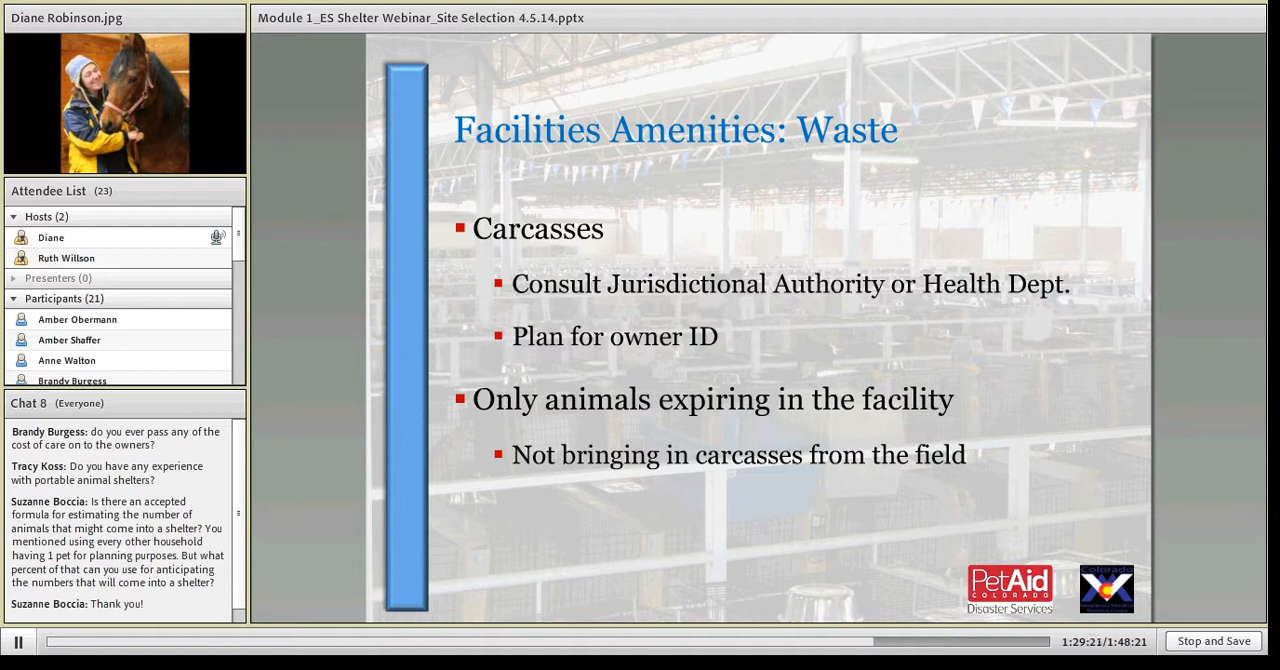 Diane Robinson.jpg
Module 1_ES Shelter Webinar_Site Selection 4.5.14.pptx
Attendee List (23)
Hosts (2)
Diane
Ruth Willson
Presenters (0)
Participants (21)
Amber Obermann
Amber Shaffer
Anne Walton
Brandy Burgess
Chat 8 (Everyone)
Brandy Burgess: do you ever pass any of the
cost of care on to the owners?
Tracy Koss: Do you have any experience
with portable animal shelters?
Suzanne Boccia: Is there an accepted
formula for estimating the number of
animals that might come into a shelter? You
mentioned using every other household
having 1 pet for planning purposes. But what
percent of that can you use for anticipating
the numbers that will come into a shelter?
Suzanne Boccia: Thank you!
Facilities Amenities: Waste
Carcasses
Consult Jurisdictional Authority or Health Dept.
Plan for owner ID
Only animals expiring in the facility
Not bringing in carcasses from the field
PetAid
COLORADO
Disaster Services
Colorado
1:29:21/1:48:21
Stop and Save